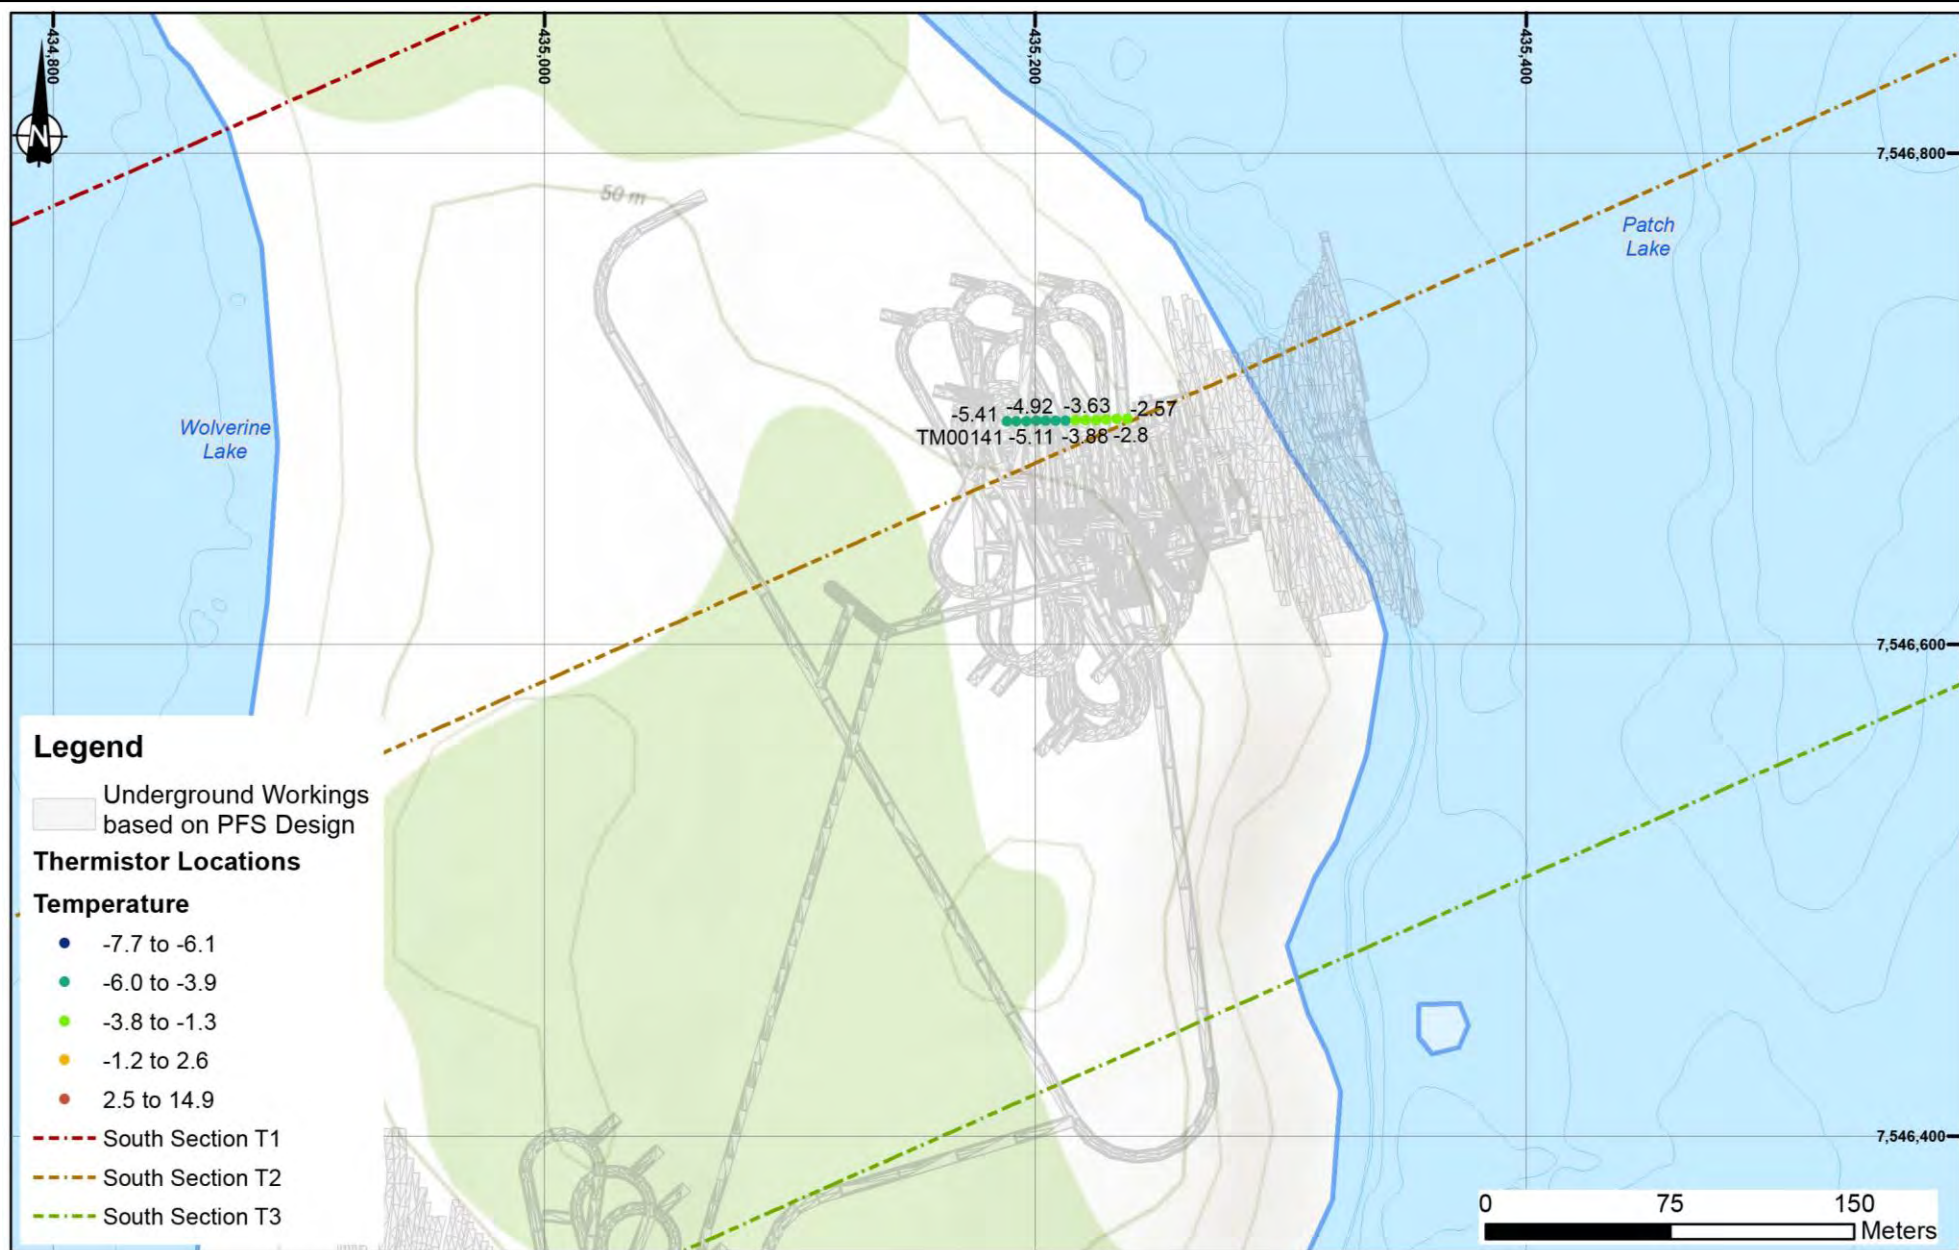 434,800
435,000
435,200
435,400
N
7,546,800
50 m
Patch
Lake
Wolverine
Lake
-5.41 -4.92 -3.63 -2.57
TM00141 -5.11 -3.88 -2.8
7,546,600
Legend
Underground Workings
based on PFS Design
Thermistor Locations
Temperature
-7.7 to -6.1
-6.0 to -3.9
-3.8 to -1.3
-1.2 to 2.6
2.5 to 14.9
South Section T1
South Section T2
South Section T3
7,546,400
0 75 150
Meters